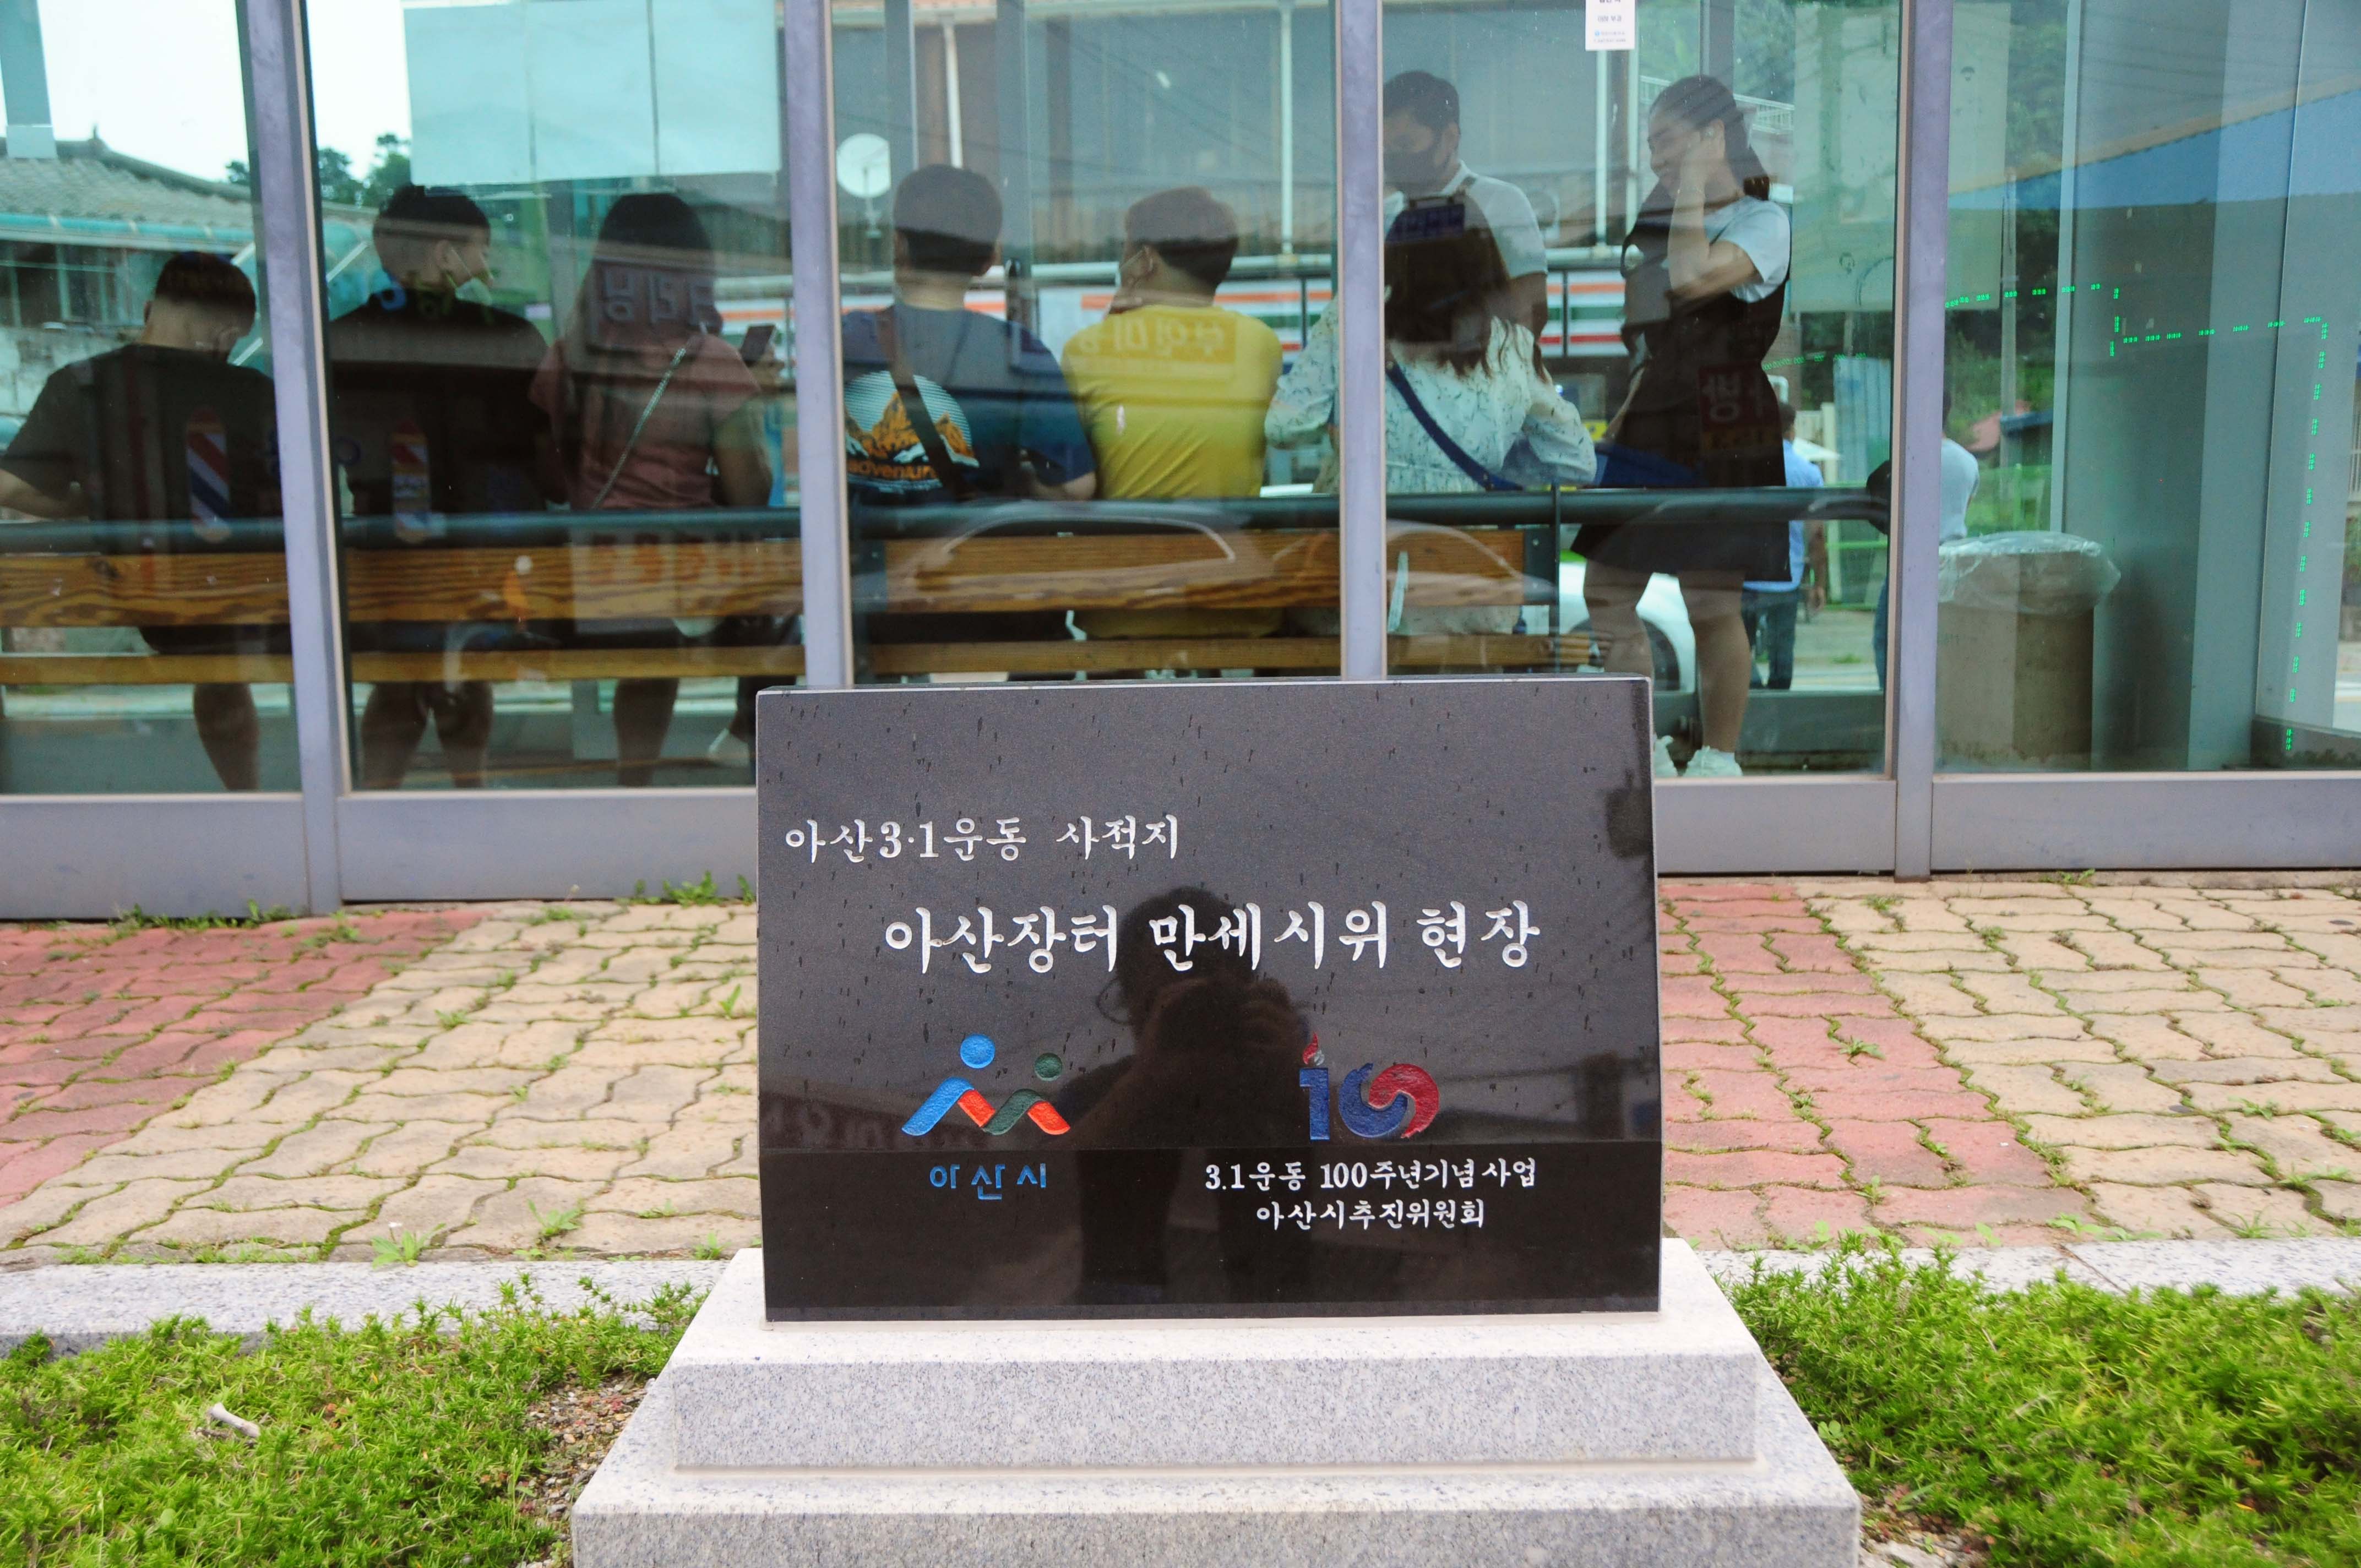 adventure
아산3·1운동 사적지
아산장터 만세시위 현장
아산시
100
3.1운동 100주년기념사업
아산시추진위원회